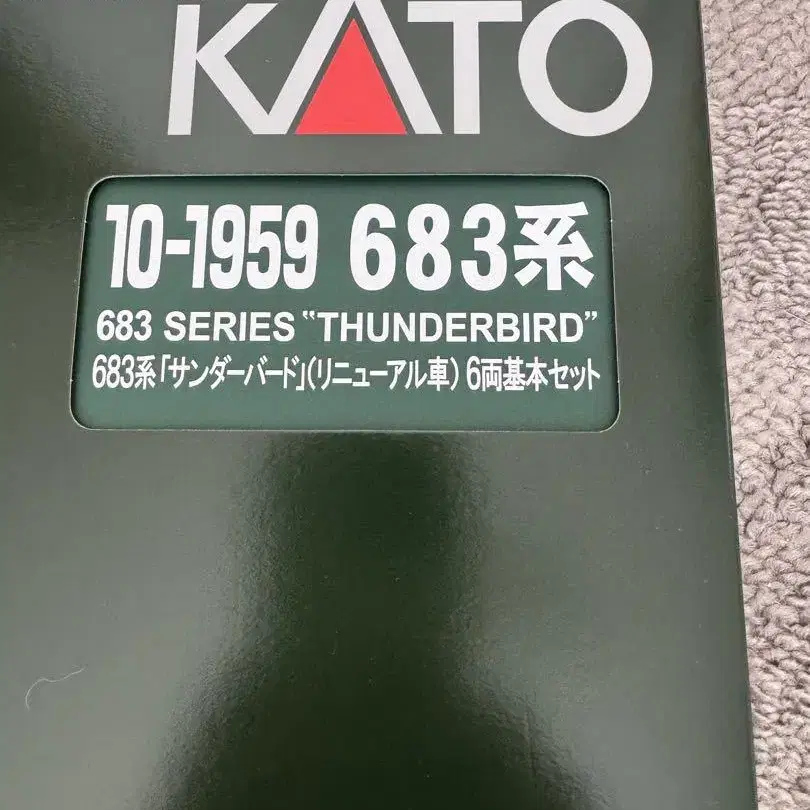 KATO
10-1959 683系
683 SERIES "THUNDERBIRD"
683系「サンダーバード」(リニューアル車) 6両基本セット